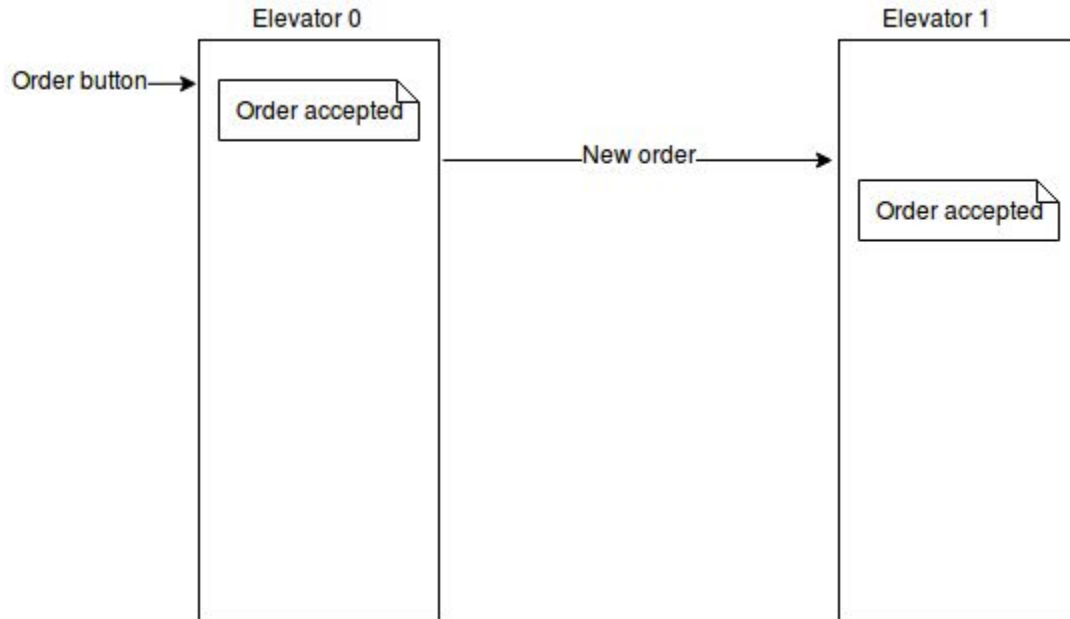 Elevator 0
Elevator 1
Order button
Order accepted
New order
Order accepted